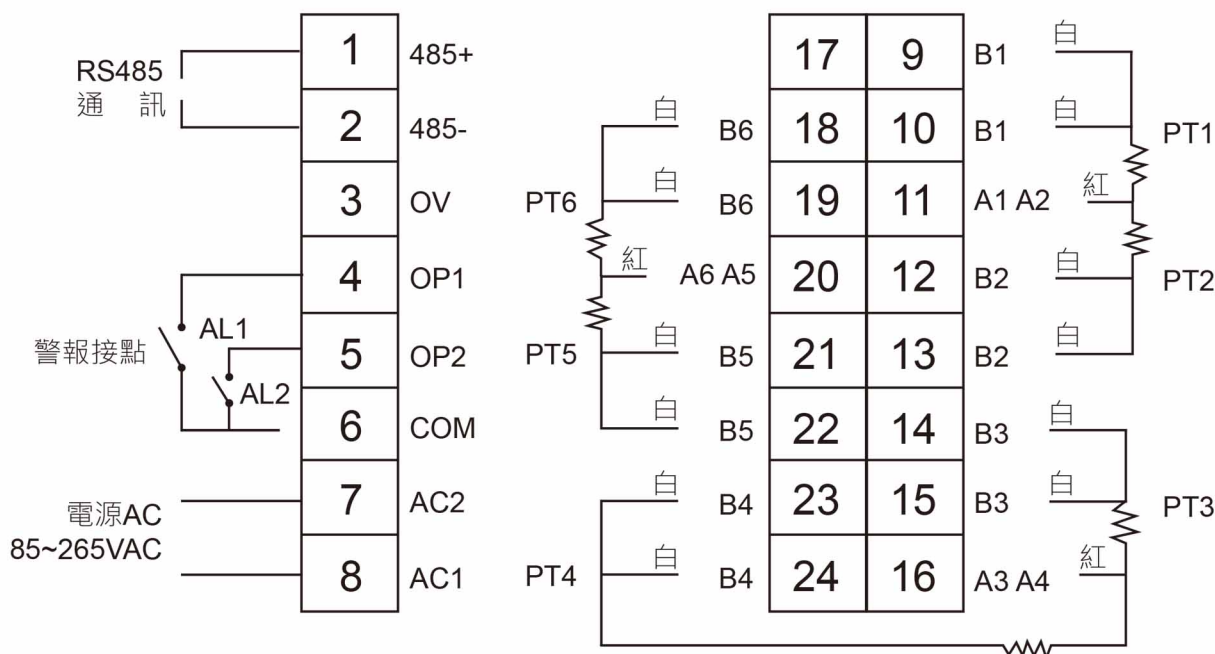 RS485
通 訊
1 485+
2 485-
3 OV
4 OP1
5 OP2
6 COM
7 AC2
8 AC1
警報接點
AL1
AL2
電源AC
85~265VAC
17 9 B1 白
白 B6 18 10 B1 白 PT1
PT6 白 B6 19 11 A1 A2 紅
紅 A6 A5 20 12 B2 白 PT2
PT5 白 B5 21 13 B2 白
白 B5 22 14 B3 白
白 B4 23 15 B3 白 PT3
PT4 白 B4 24 16 A3 A4 紅